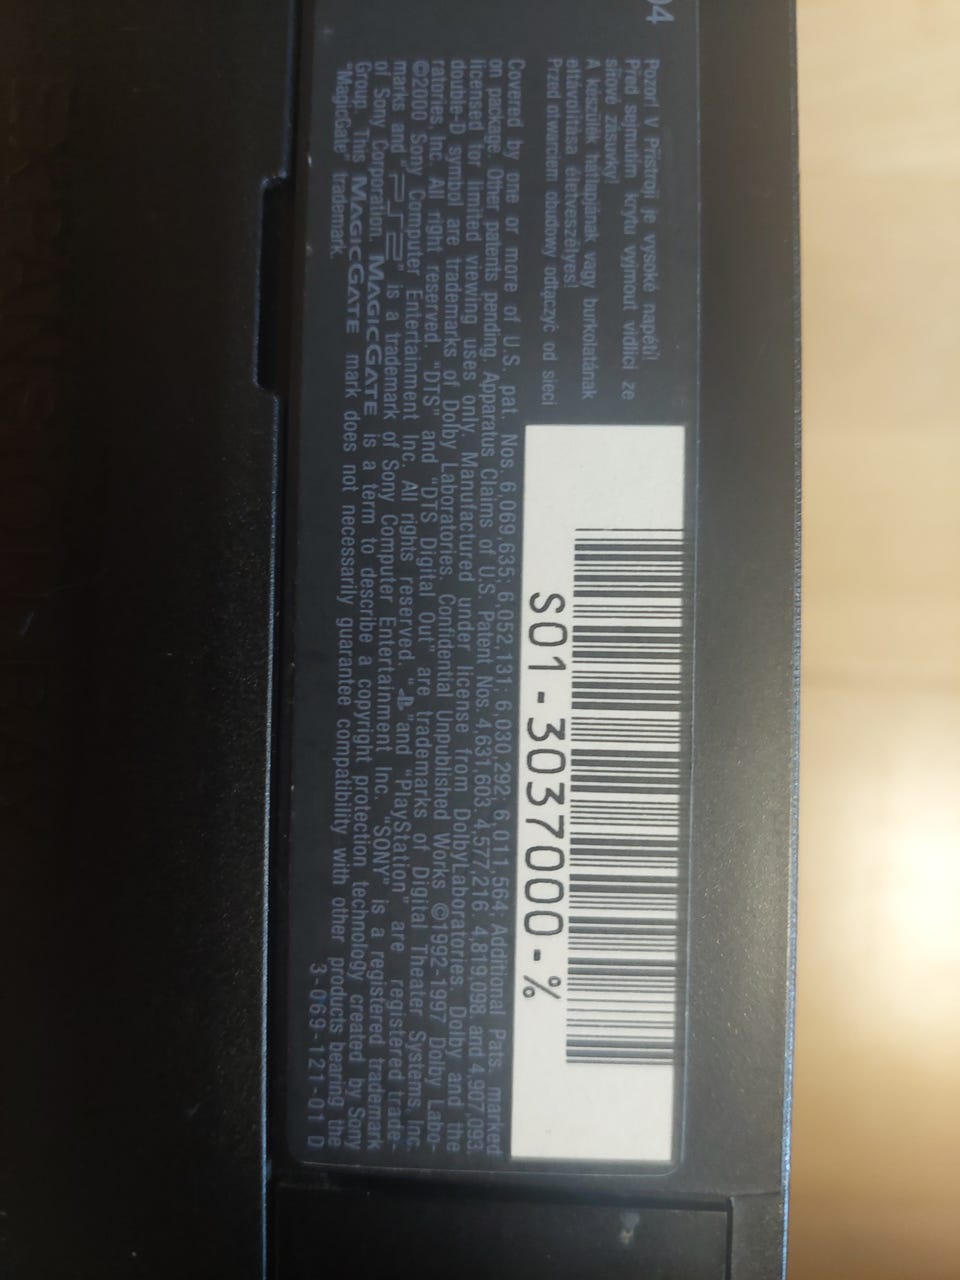 04
Pozor! V Přístroji je vysoké napětí!
Před sejmutím krytu vyjmout vidlici ze
síťové zásuvky!
A készülék hátlapjának vagy burkolatának
eltávolítása életveszélyes!
Przed otwarciem obudowy odłączyć od sieci
S01-3037000-%
Covered by one or more of U.S. pat. Nos. 6,069,635; 6,052,131; 6,030,292; 6,011,564; Additional Pats. marked
on package. Other patents pending. Apparatus Claims of U.S. Patent Nos. 4,631,603, 4,577,216, 4,819,098, and 4,907,093,
licensed for limited viewing uses only. Manufactured under license from DolbyLaboratories. Dolby and the
double-D symbol are trademarks of Dolby Laboratories. Confidential Unpublished Works ©1992-1997 Dolby Labo-
ratories, Inc. All right reserved. "DTS" and "DTS Digital Out" are trademarks of Digital Theater Systems, Inc.
©2000 Sony Computer Entertainment Inc. All rights reserved. " " and "PlayStation" are registered trade-
marks and "PS2" is a trademark of Sony Computer Entertainment Inc. "SONY" is a registered trademark
of Sony Corporation. MAGICGATE is a term to describe a copyright protection technology created by Sony
Group. This MAGICGATE mark does not necessarily guarantee compatibility with other products bearing the
"MagicGate" trademark.
3-069-121-01 D
EXPANSION BAY